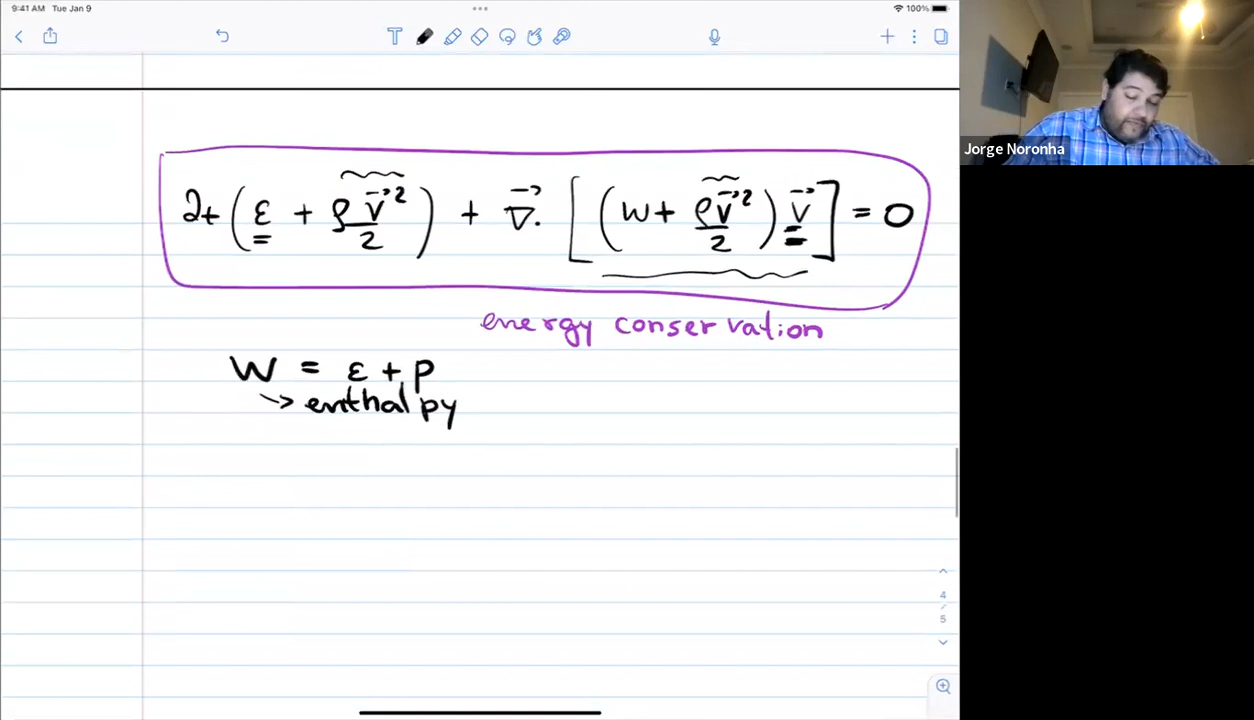 9:41 AM Tue Jan 9
100%
T
∂t (ε + ρv⃗²/2) + ∇⃗· [(w + ρv⃗²/2) v⃗] = 0
energy conservation
W = ε + p
→ enthalpy
4
/
5
Jorge Noronha